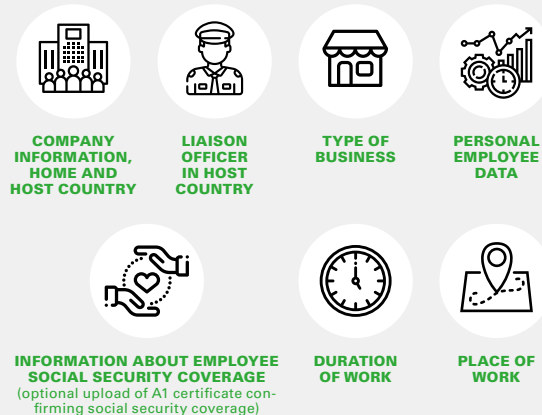 COMPANY
INFORMATION,
HOME AND
HOST COUNTRY
LIAISON
OFFICER
IN HOST
COUNTRY
TYPE OF
BUSINESS
PERSONAL
EMPLOYEE
DATA
INFORMATION ABOUT EMPLOYEE
SOCIAL SECURITY COVERAGE
(optional upload of A1 certificate con-
firming social security coverage)
DURATION
OF WORK
PLACE OF
WORK